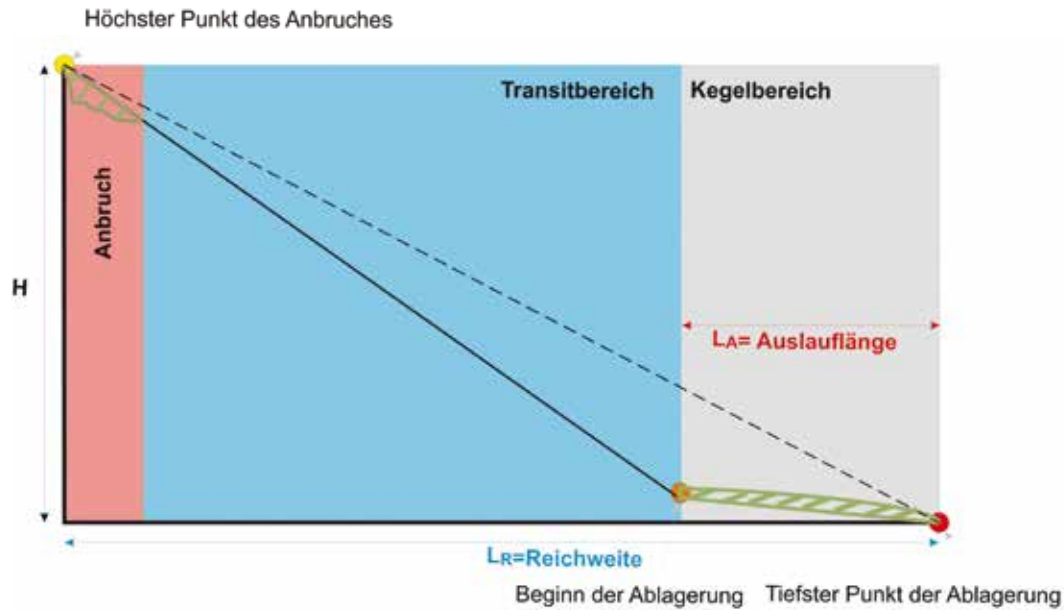 Höchster Punkt des Anbruches
Transitbereich
Kegelbereich
Anbruch
H
LA= Auslauflänge
LR=Reichweite
Beginn der Ablagerung
Tiefster Punkt der Ablagerung